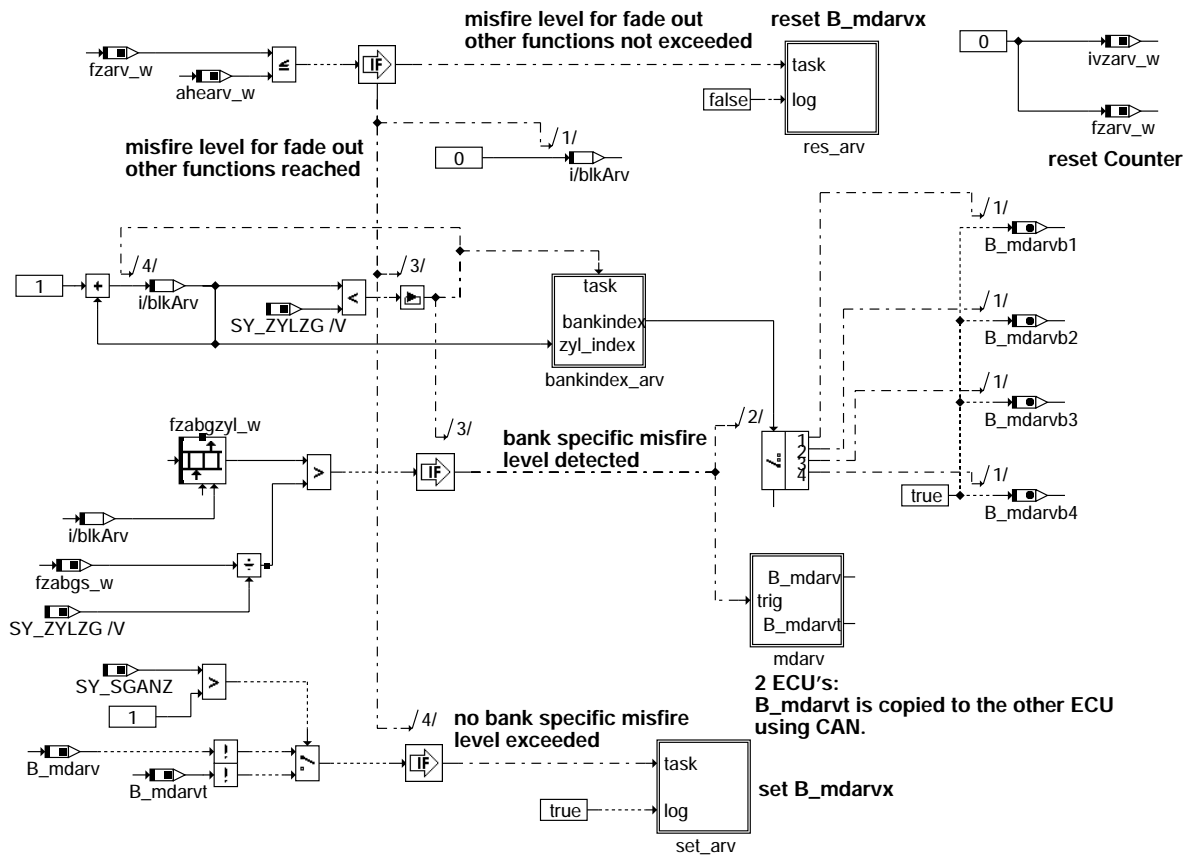 misfire level for fade out
other functions not exceeded
reset B_mdarvx
fzarv_w
ahearv_w
≤
IF
task
false
log
res_arv
0
ivzarv_w
fzarv_w
reset Counter
misfire level for fade out
other functions reached
/1/
0
i/blkArv
/1/
B_mdarvb1
/4/
/3/
1
+
i/blkArv
<
SY_ZYLZG /V
task
bankindex
zyl_index
bankindex_arv
/1/
B_mdarvb2
/1/
B_mdarvb3
fzabgzyl_w
/3/
bank specific misfire
level detected
/2/
>
IF
1
2
3
4
/1/
true
B_mdarvb4
i/blkArv
fzabgs_w
÷
SY_ZYLZG /V
B_mdarv
trig
B_mdarvt
mdarv
2 ECU's:
B_mdarvt is copied to the other ECU
using CAN.
SY_SGANZ
>
1
/4/
no bank specific misfire
level exceeded
B_mdarv
!
B_mdarvt
!
IF
task
true
log
set B_mdarvx
set_arv